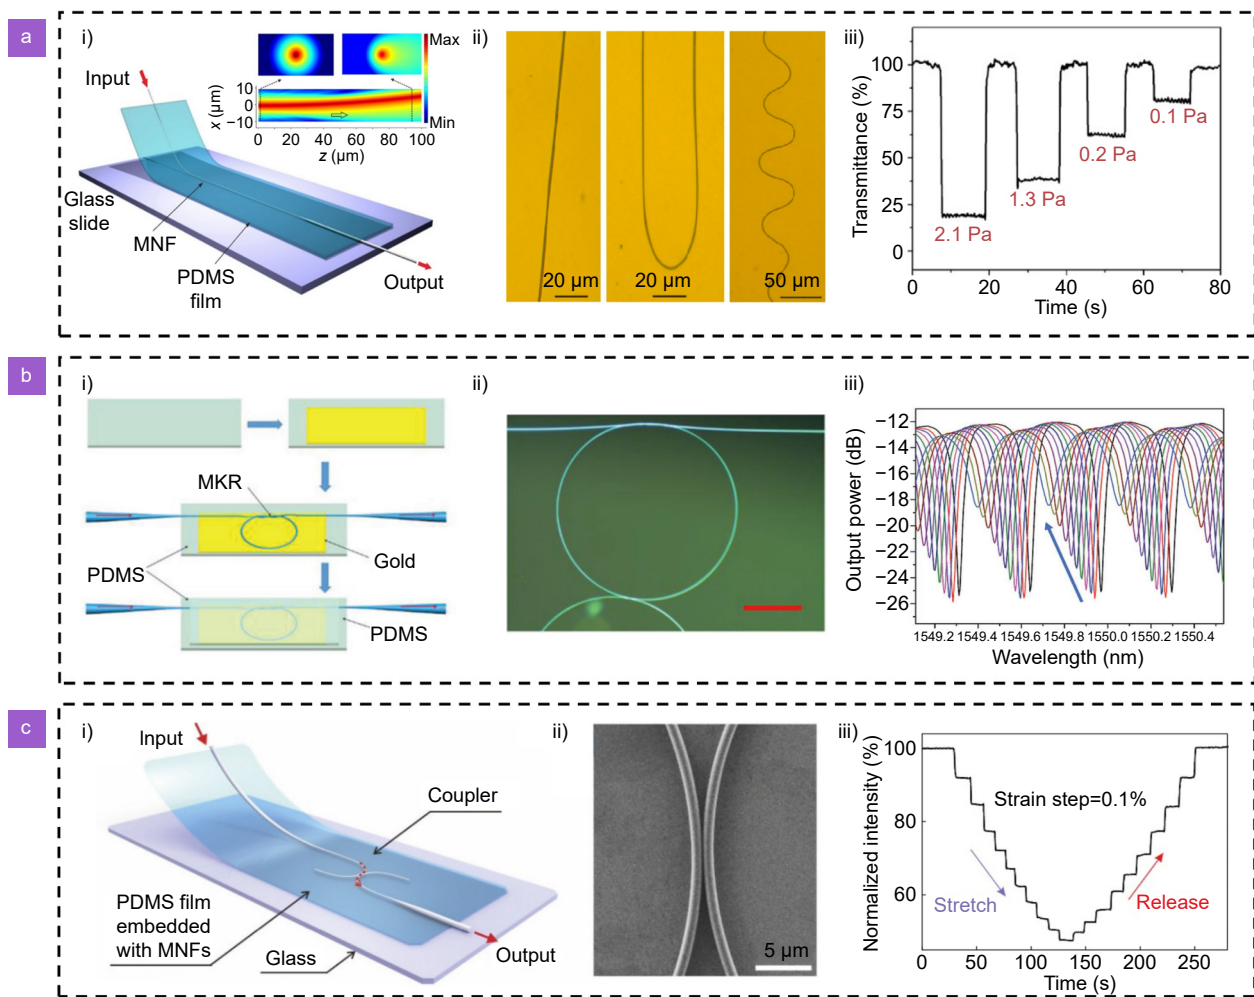 a
i)
Input
Glass
slide
MNF
PDMS
film
Output
Max
Min
x (μm)
10
0
−10
0
20
40
60
80
100
z (μm)
ii)
20 μm
20 μm
50 μm
iii)
Transmittance (%)
100
75
50
25
0
2.1 Pa
1.3 Pa
0.2 Pa
0.1 Pa
0
20
40
60
80
Time (s)
b
i)
MKR
Gold
PDMS
PDMS
ii)
iii)
Output power (dB)
−12
−14
−16
−18
−20
−22
−24
−26
1549.2
1549.4
1549.6
1549.8
1550.0
1550.2
1550.4
Wavelength (nm)
c
i)
Input
Coupler
PDMS film
embedded
with MNFs
Glass
Output
ii)
5 μm
iii)
Normalized intensity (%)
100
80
60
Strain step=0.1%
Stretch
Release
0
50
100
150
200
250
Time (s)